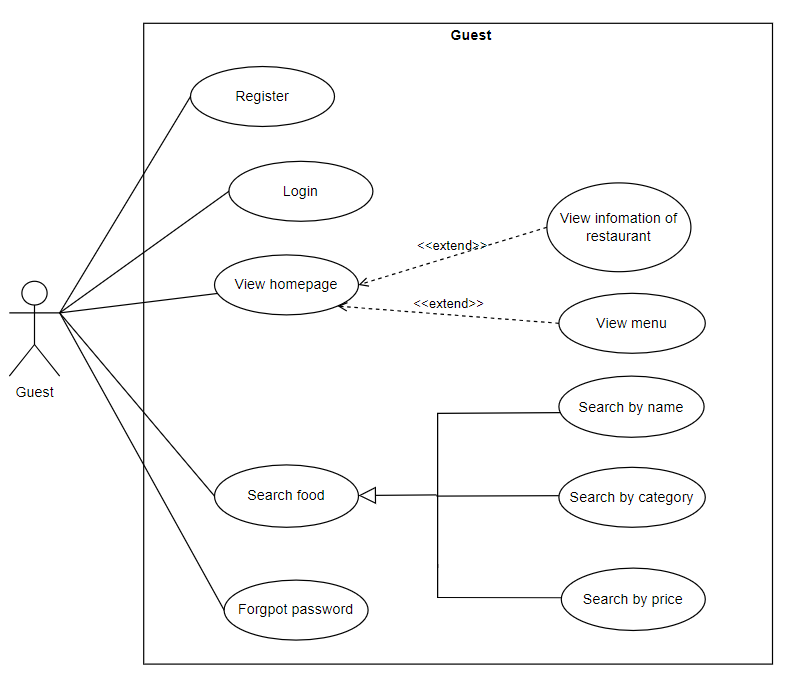 Guest
Register
Login
View infomation of
restaurant
<<extend>>
View homepage
<<extend>>
View menu
Guest
Search by name
Search food
Search by category
Search by price
Forgpot password